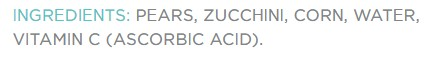 INGREDIENTS: PEARS, ZUCCHINI, CORN, WATER,
VITAMIN C (ASCORBIC ACID).